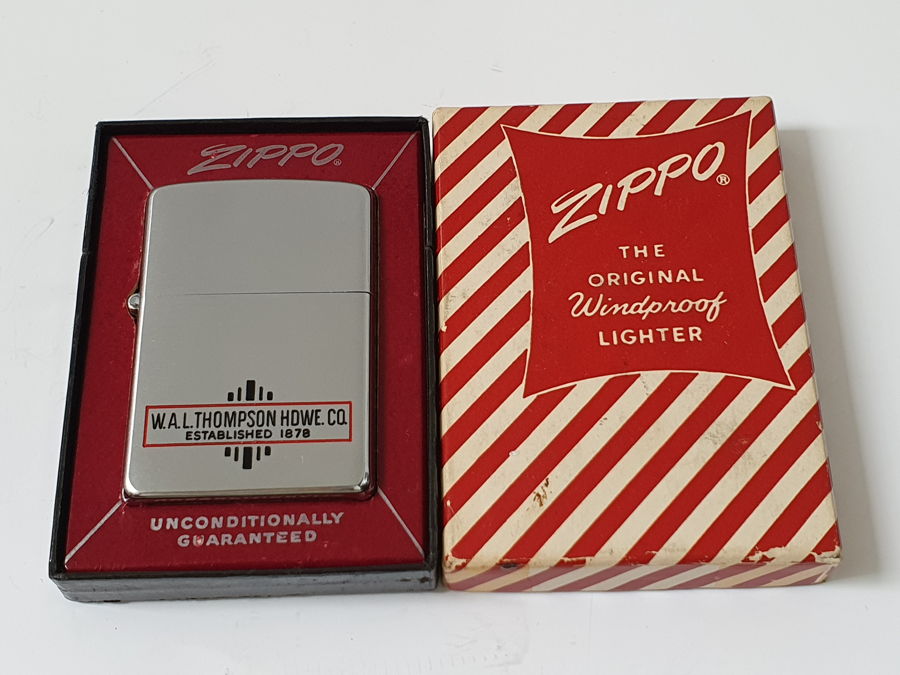 ZIPPO®
W.A.L. THOMPSON HDWE. CO.
ESTABLISHED 1878
UNCONDITIONALLY
GUARANTEED
ZIPPO®
THE
ORIGINAL
Windproof
LIGHTER